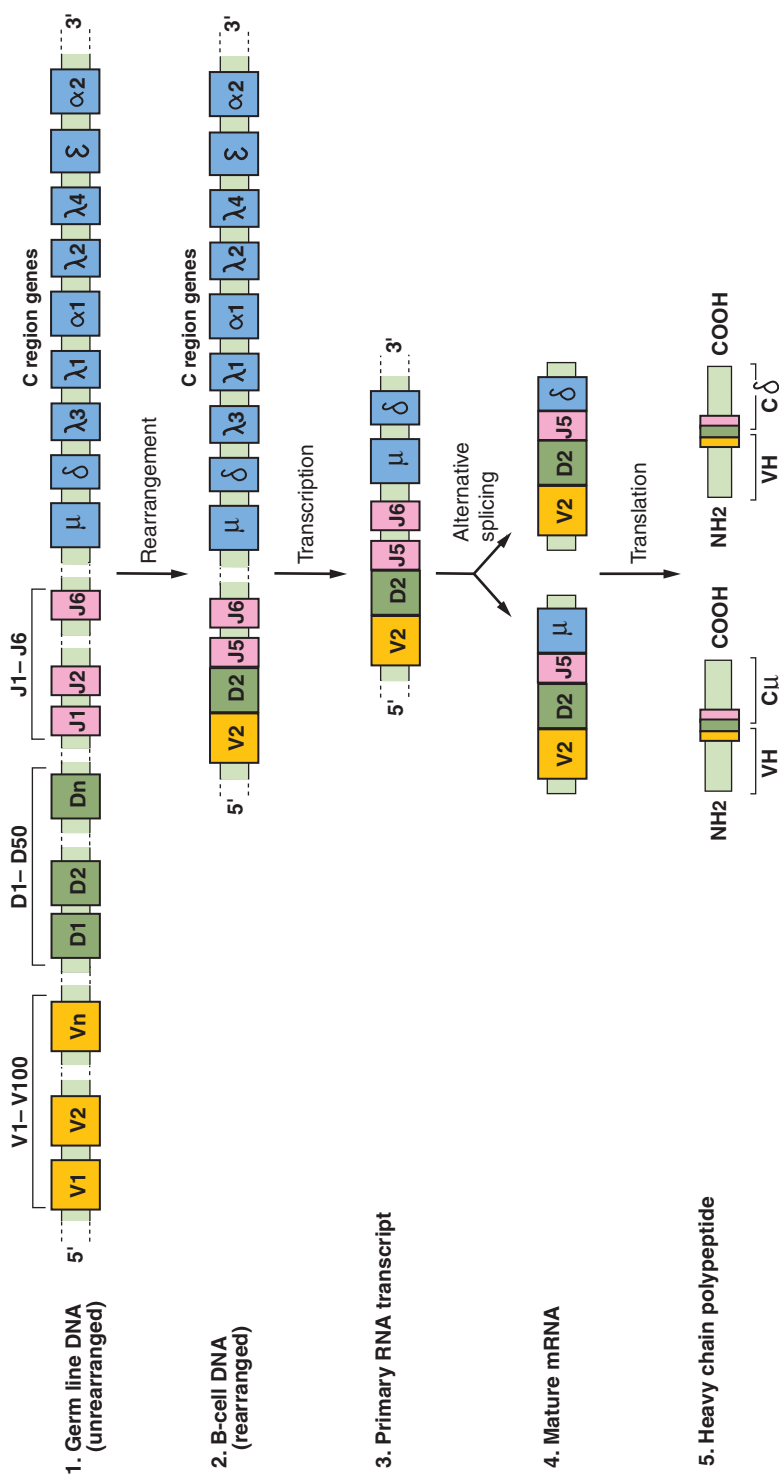 1. Germ line DNA
(unrearranged)
V1– V100
D1– D50
J1– J6
C region genes
5'
V1
V2
Vn
D1
D2
Dn
J1
J2
J6
μ
δ
λ3
λ1
α1
λ2
λ4
ε
α2
3'
Rearrangement
2. B-cell DNA
(rearranged)
C region genes
5'
V2
D2
J5
J6
μ
δ
λ3
λ1
α1
λ2
λ4
ε
α2
3'
Transcription
3. Primary RNA transcript
5'
V2
D2
J5
J6
μ
δ
3'
Alternative
splicing
4. Mature mRNA
V2
D2
J5
μ
V2
D2
J5
δ
Translation
5. Heavy chain polypeptide
NH2
COOH
VH
Cμ
NH2
COOH
VH
Cδ